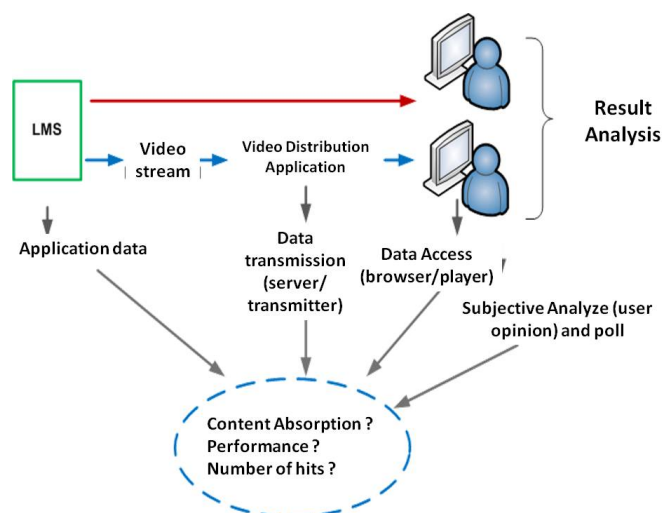 LMS
Video
stream
Video Distribution
Application
Result
Analysis
Application data
Data
transmission
(server/
transmitter)
Data Access
(browser/player)
Subjective Analyze (user
opinion) and poll
Content Absorption ?
Performance ?
Number of hits ?